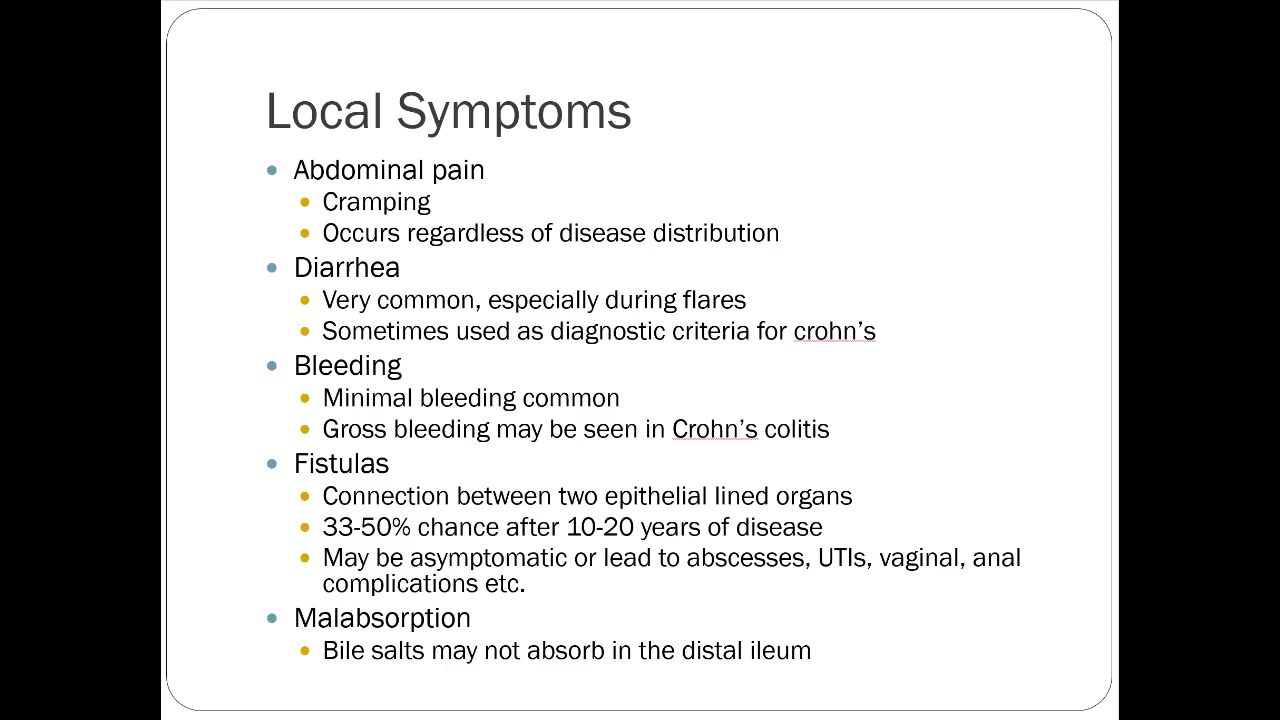 Local Symptoms
• Abdominal pain
• Cramping
• Occurs regardless of disease distribution
• Diarrhea
• Very common, especially during flares
• Sometimes used as diagnostic criteria for crohn’s
• Bleeding
• Minimal bleeding common
• Gross bleeding may be seen in Crohn’s colitis
• Fistulas
• Connection between two epithelial lined organs
• 33-50% chance after 10-20 years of disease
• May be asymptomatic or lead to abscesses, UTIs, vaginal, anal
complications etc.
• Malabsorption
• Bile salts may not absorb in the distal ileum